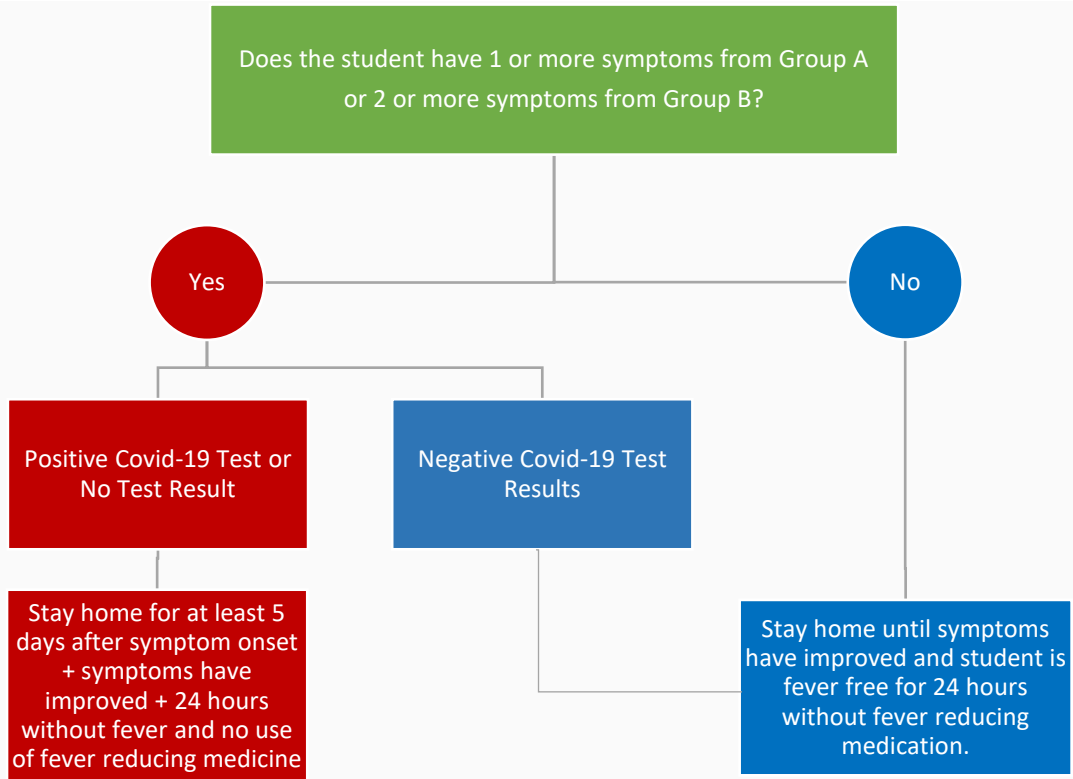 Does the student have 1 or more symptoms from Group A
or 2 or more symptoms from Group B?
Yes
No
Positive Covid-19 Test or
No Test Result
Negative Covid-19 Test
Results
Stay home for at least 5
days after symptom onset
+ symptoms have
improved + 24 hours
without fever and no use
of fever reducing medicine
Stay home until symptoms
have improved and student is
fever free for 24 hours
without fever reducing
medication.